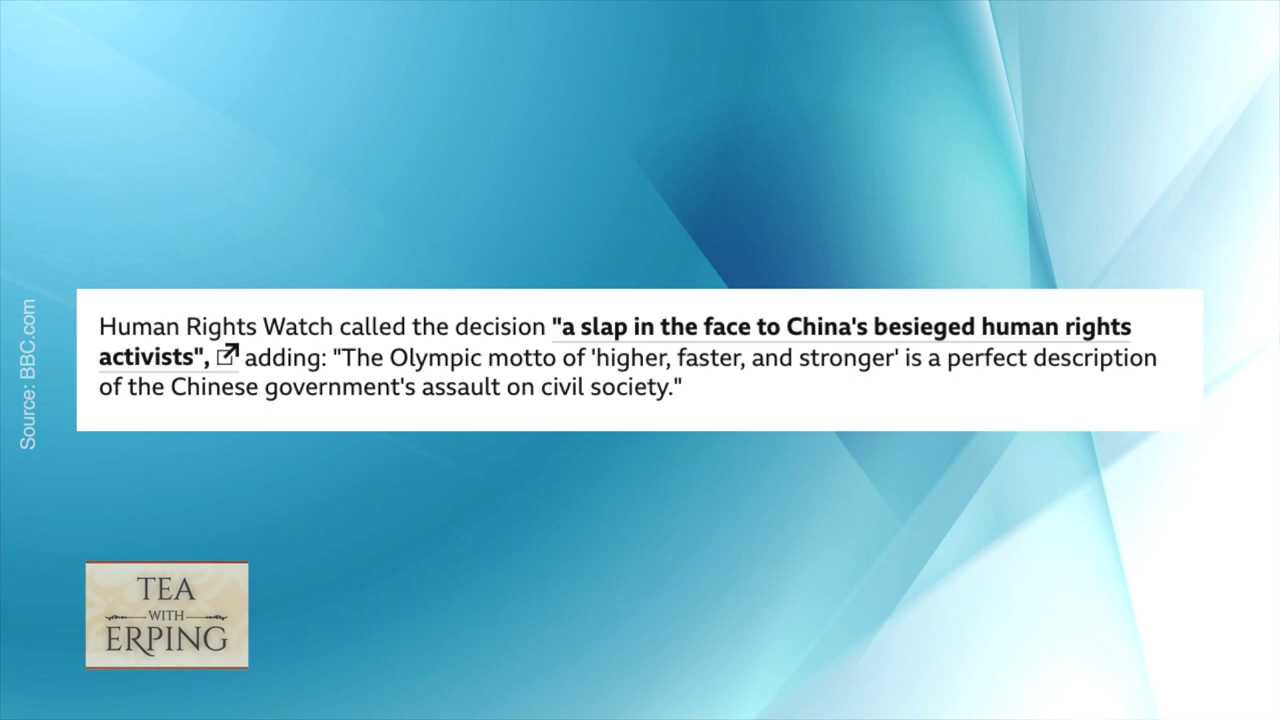 Human Rights Watch called the decision "a slap in the face to China's besieged human rights
activists", adding: "The Olympic motto of 'higher, faster, and stronger' is a perfect description
of the Chinese government's assault on civil society."
Source: BBC.com
TEA
WITH
ERPING